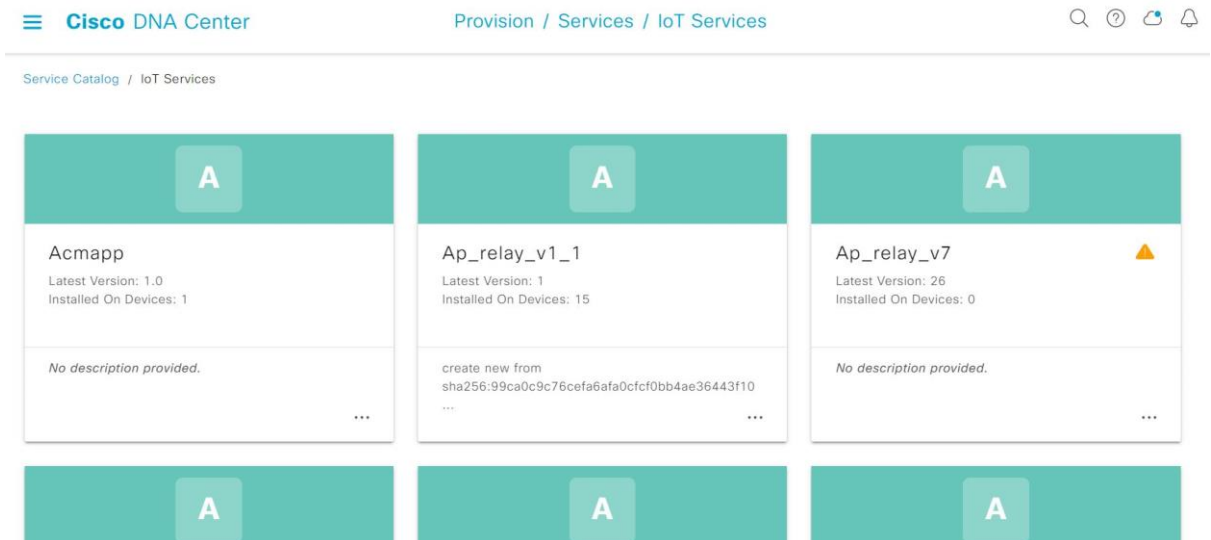 Cisco DNA Center
Provision / Services / IoT Services
Service Catalog / IoT Services
A
A
A
Acmapp
Latest Version: 1.0
Installed On Devices: 1
No description provided.
...
Ap_relay_v1_1
Latest Version: 1
Installed On Devices: 15
create new from
sha256:99ca0c9c76cefa6afa0cfcf0bb4ae36443f10
...
...
Ap_relay_v7
Latest Version: 26
Installed On Devices: 0
No description provided.
...
A
A
A